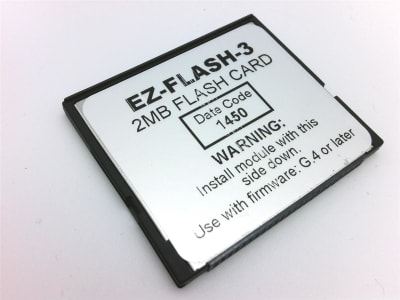 EZ-FLASH-3
2MB FLASH CARD
Date Code
1450
WARNING:
Install module with this
side down.
Use with firmware: G.4 or later